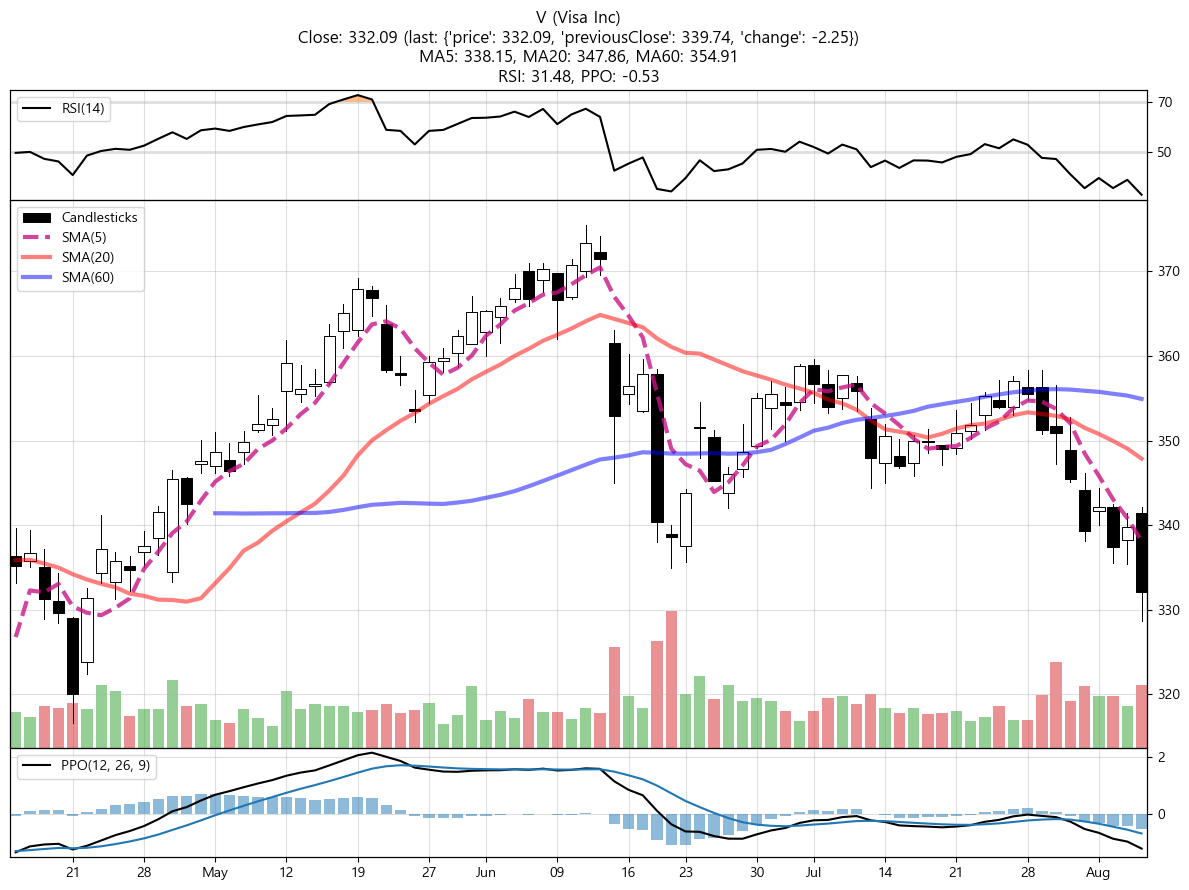 V (Visa Inc)
Close: 332.09 (last: {'price': 332.09, 'previousClose': 339.74, 'change': -2.25})
MA5: 338.15, MA20: 347.86, MA60: 354.91
RSI: 31.48, PPO: -0.53
RSI(14)
70
50
Candlesticks
SMA(5)
SMA(20)
SMA(60)
370
360
350
340
330
320
PPO(12, 26, 9)
2
0
21 28 May 12 19 27 Jun 09 16 23 30 Jul 14 21 28 Aug